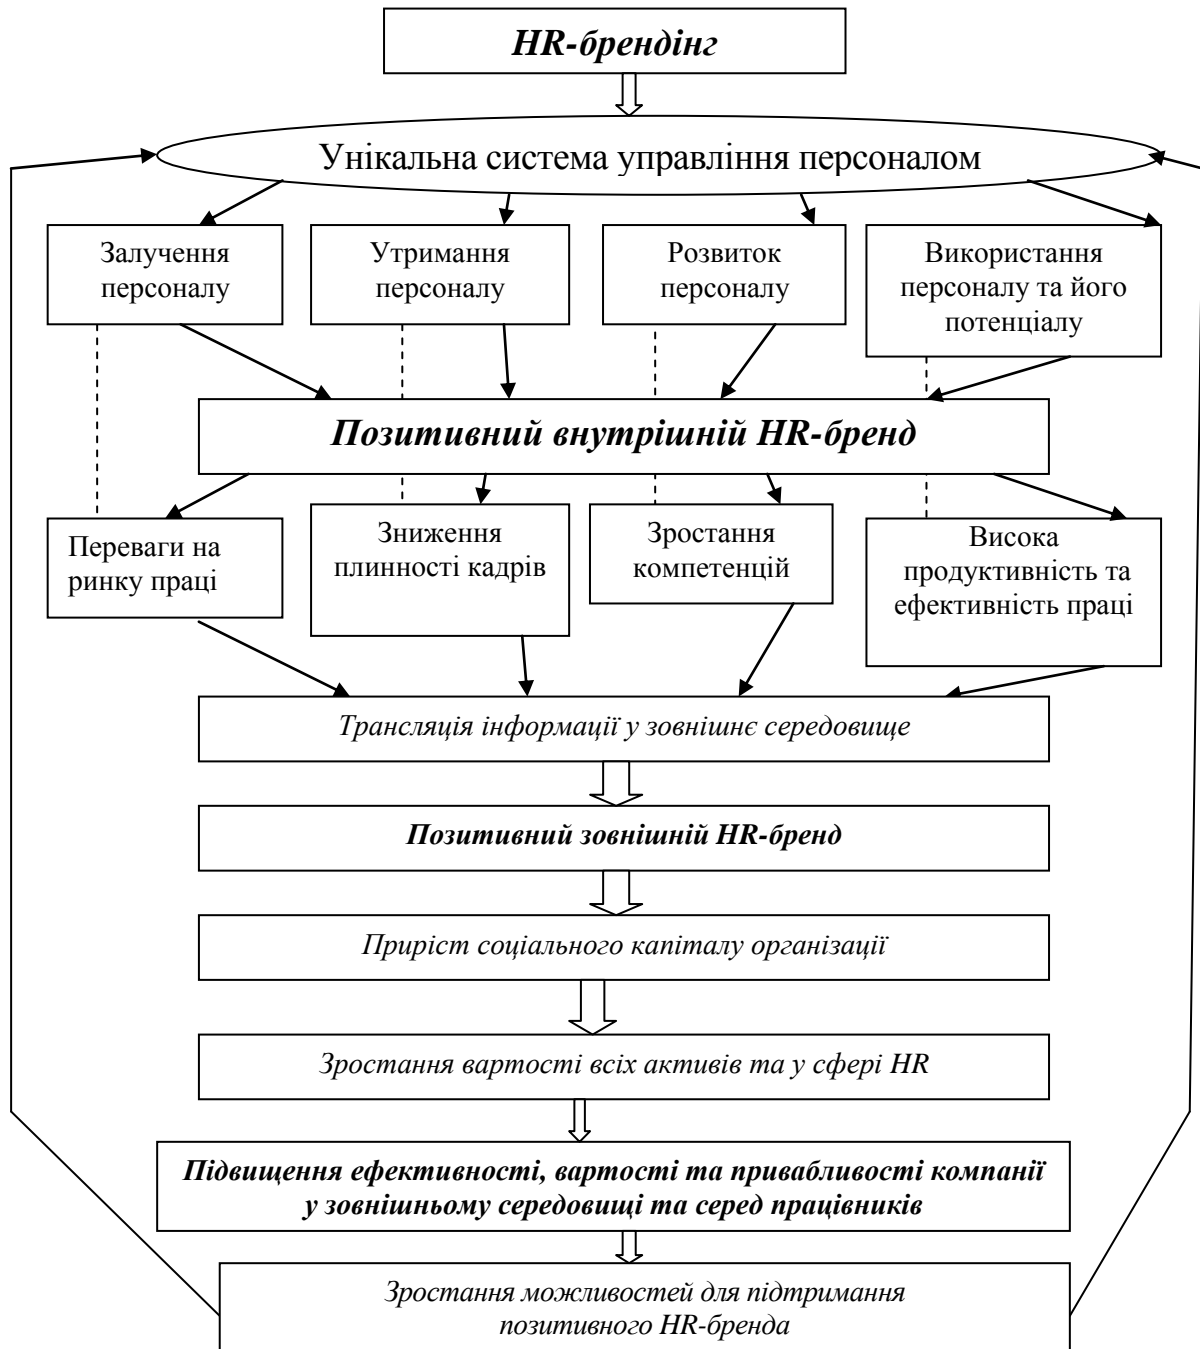 HR-брендінг
Унікальна система управління персоналом
Залучення
персоналу
Утримання
персоналу
Розвиток
персоналу
Використання
персоналу та його
потенціалу
Позитивний внутрішній HR-бренд
Переваги на
ринку праці
Зниження
плинності кадрів
Зростання
компетенцій
Висока
продуктивність та
ефективність праці
Трансляція інформації у зовнішнє середовище
Позитивний зовнішній HR-бренд
Приріст соціального капіталу організації
Зростання вартості всіх активів та у сфері HR
Підвищення ефективності, вартості та привабливості компанії
у зовнішньому середовищі та серед працівників
Зростання можливостей для підтримання
позитивного HR-бренда